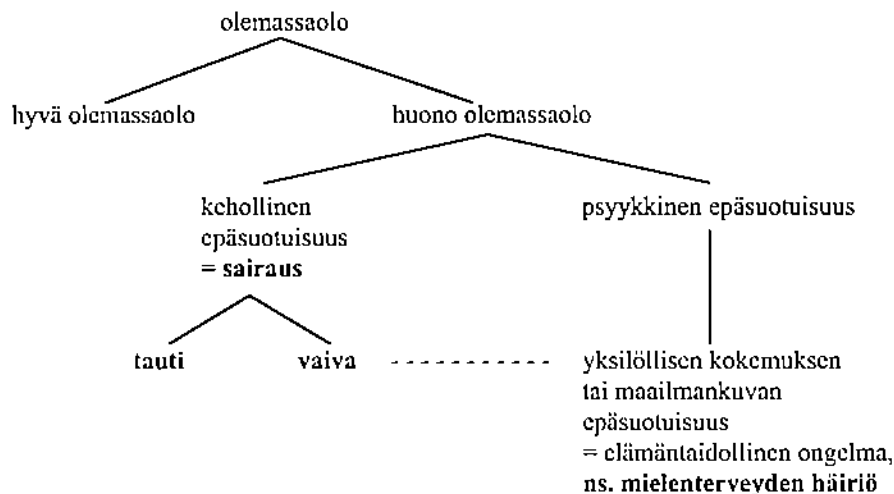 olemassaolo
hyvä olemassaolo
huono olemassaolo
kehollinen
epäsuotuisuus
= sairaus
psyykkinen epäsuotuisuus
tauti
vaiva
yksilöllisen kokemuksen
tai maailmankuvan
epäsuotuisuus
= elämäntaidollinen ongelma,
ns. mielenterveyden häiriö